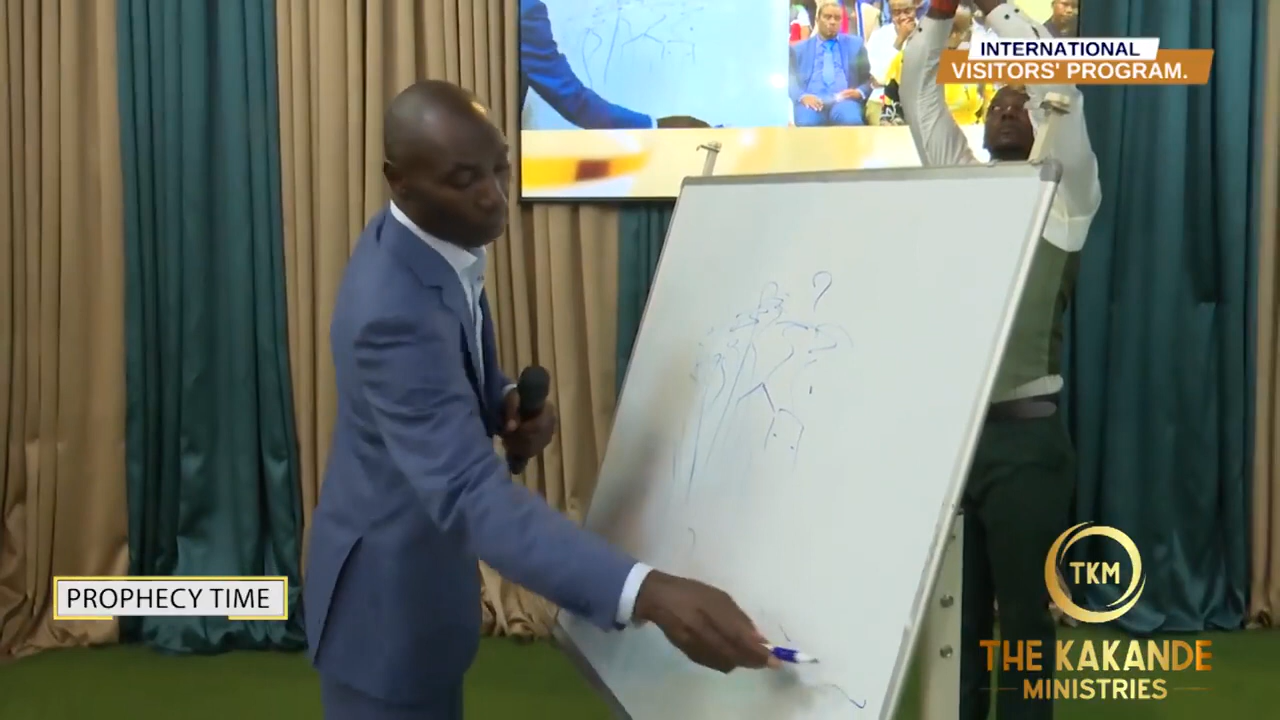 INTERNATIONAL
VISITORS' PROGRAM.
PROPHECY TIME
TKM
THE KAKANDE
MINISTRIES